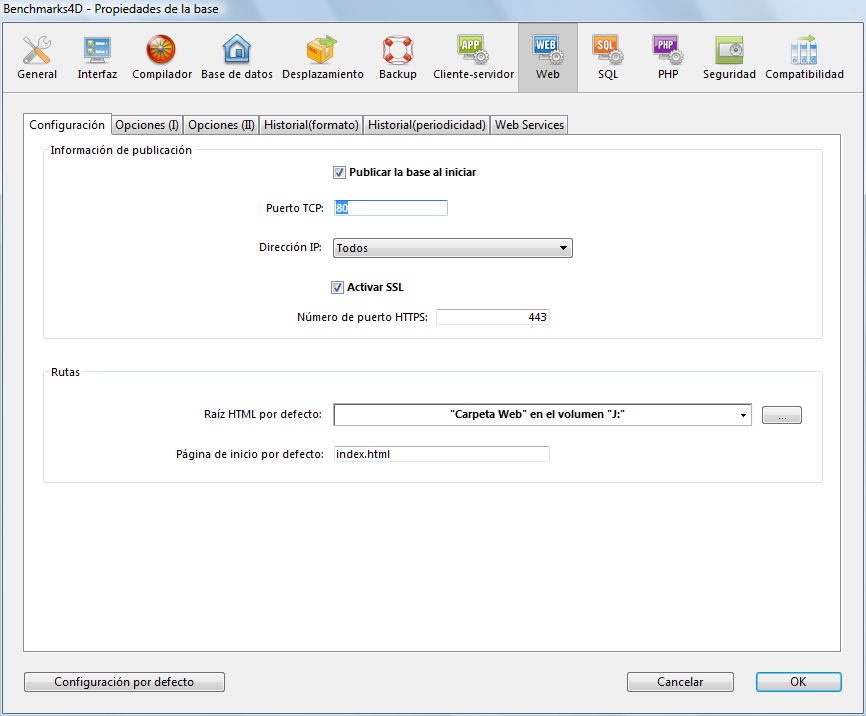 Benchmarks4D - Propiedades de la base
APP WEB SQL PHP
General Interfaz Compilador Base de datos Desplazamiento Backup Cliente-servidor Web SQL PHP Seguridad Compatibilidad
Configuración Opciones (I) Opciones (II) Historial(formato) Historial(periodicidad) Web Services
Información de publicación
Publicar la base al iniciar
Puerto TCP: 80
Dirección IP: Todos
Activar SSL
Número de puerto HTTPS: 443
Rutas
Raíz HTML por defecto: "Carpeta Web" en el volumen "J:" ...
Página de inicio por defecto: index.html
Configuración por defecto Cancelar OK